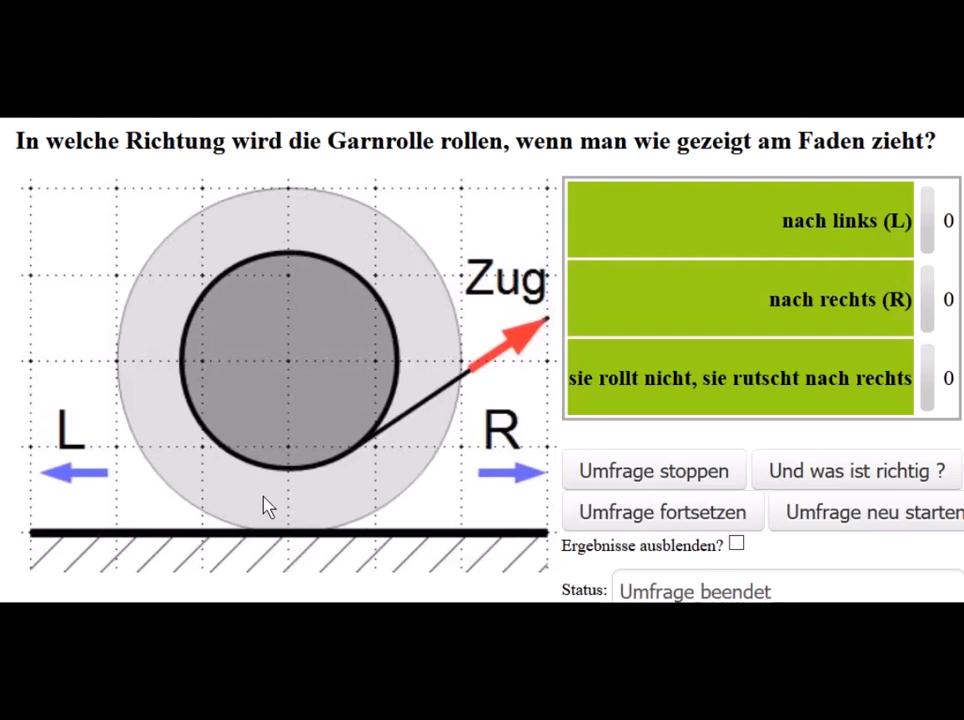 In welche Richtung wird die Garnrolle rollen, wenn man wie gezeigt am Faden zieht?
nach links (L)
0
Zug
nach rechts (R)
0
sie rollt nicht, sie rutscht nach rechts
0
L
R
Umfrage stoppen
Und was ist richtig ?
Umfrage fortsetzen
Umfrage neu starten
Ergebnisse ausblenden?
Status: Umfrage beendet